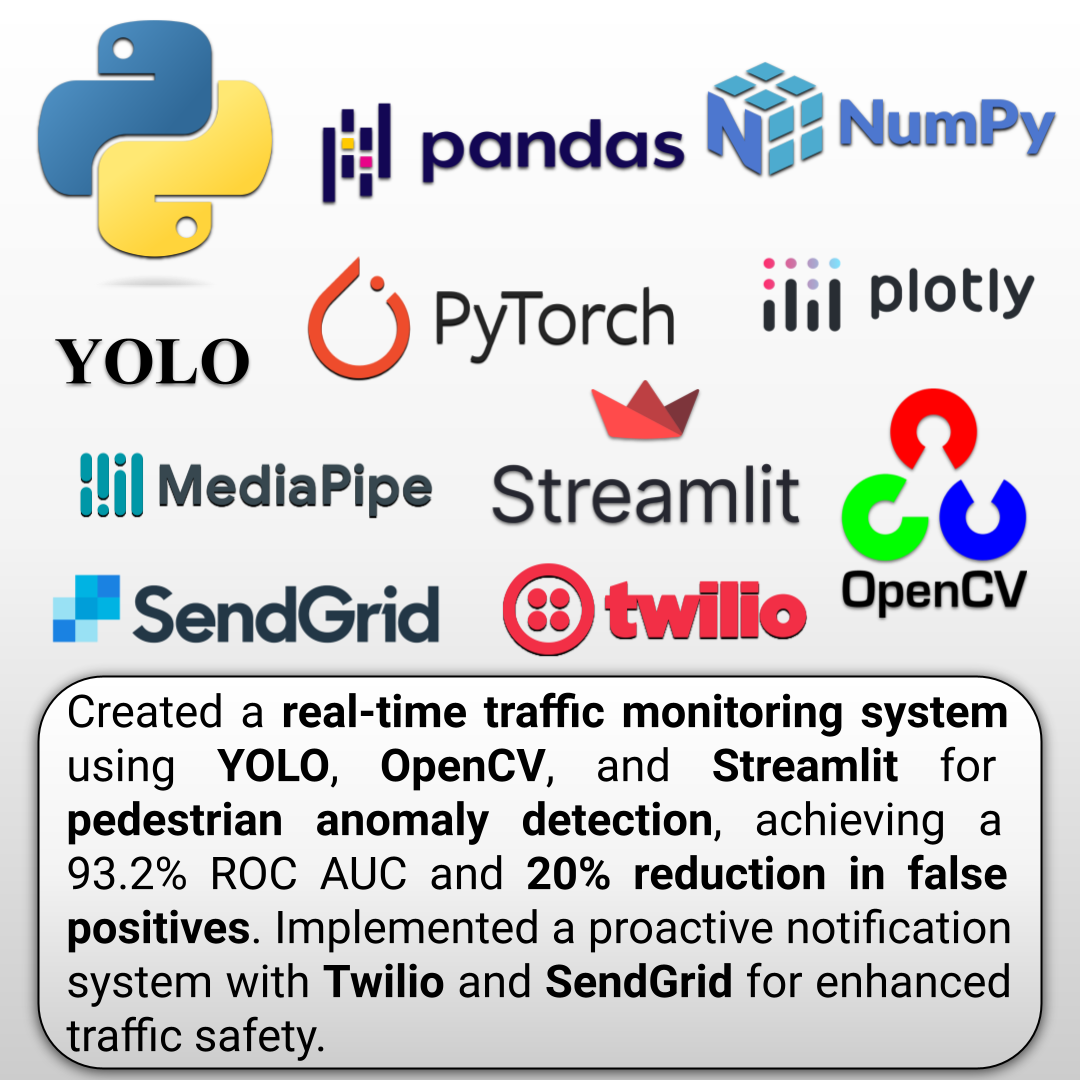 pandas
NumPy
PyTorch
plotly
YOLO
MediaPipe
Streamlit
OpenCV
SendGrid
twilio
Created a real-time traffic monitoring system
using YOLO, OpenCV, and Streamlit for
pedestrian anomaly detection, achieving a
93.2% ROC AUC and 20% reduction in false
positives. Implemented a proactive notification
system with Twilio and SendGrid for enhanced
traffic safety.